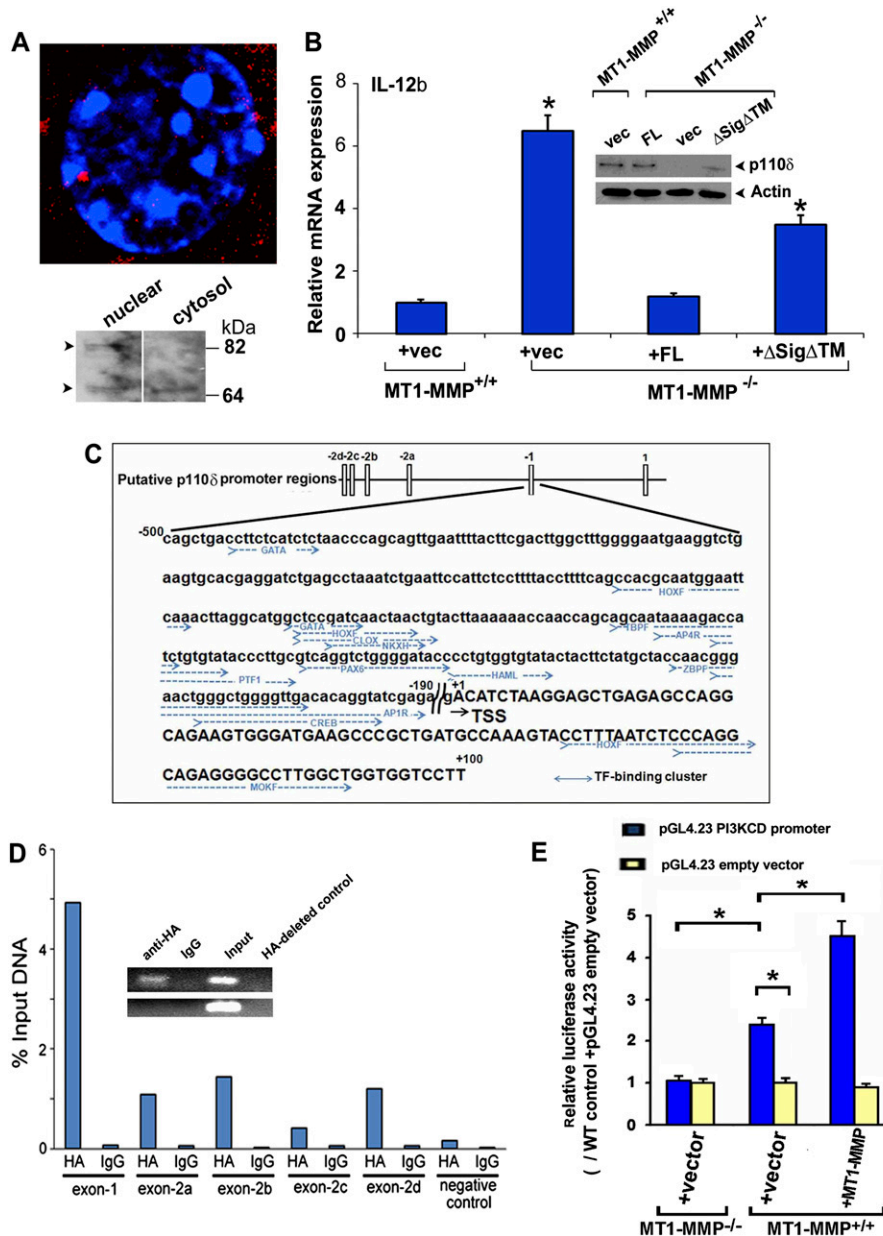 A
nuclear
cytosol
kDa
82
64
B
IL-12b
Relative mRNA expression
8
6
4
2
0
*
*
+vec
+vec
+FL
+ΔSigΔTM
MT1-MMP+/+
MT1-MMP -/-
MT1-MMP+/+
MT1-MMP-/-
vec
FL
vec
ΔSigΔTM
p110δ
Actin
C
Putative p110δ promoter regions
-2d -2c -2b -2a -1 1
-500
cagctgaccttctcatctctaacccagcagttgaattttacttcgacttggctttgggggaatgaaggtctg
GATA
aagtgcacgaggatctgagcctaaatctgaattccattctccttttaccttttcagccacgcaatggaatt
HOXF
caaacttaggcatggctccgatcaactaactgtacttaaaaaaccaaccagcagcaataaaagacca
GATA
HOXF
CLOX
NKXH
TBPF
AP4R
tctgtgtatacccttgcgtcaggtctggggatacccctgtggtgtatactacttctatgctaccaacggg
PTF1
PAX6
HAML
ZBPF
-190
+1
aactgggctggggttgacacaggtatcgaga//gACATCTAAGGAGCTGAGAGCCAGG
CREB
AP1R
TSS
CAGAAGTGGGATGAAGCCCGCTGATGCCAAAGTACCTTTAATCTCCCAGG
HOXF
+100
CAGAGGGGCCTTGGCTGGTGGTCCTT
MOKF
TF-binding cluster
D
% Input DNA
6
4
2
0
anti-HA
IgG
Input
HA-deleted control
HA IgG HA IgG HA IgG HA IgG HA IgG HA IgG
exon-1 exon-2a exon-2b exon-2c exon-2d negative control
E
pGL4.23 PI3KCD promoter
pGL4.23 empty vector
Relative luciferase activity
( / WT control +pGL4.23 empty vector)
5
4
3
2
1
0
*
*
*
+vector
+vector
+MT1-MMP
MT1-MMP-/-
MT1-MMP+/+